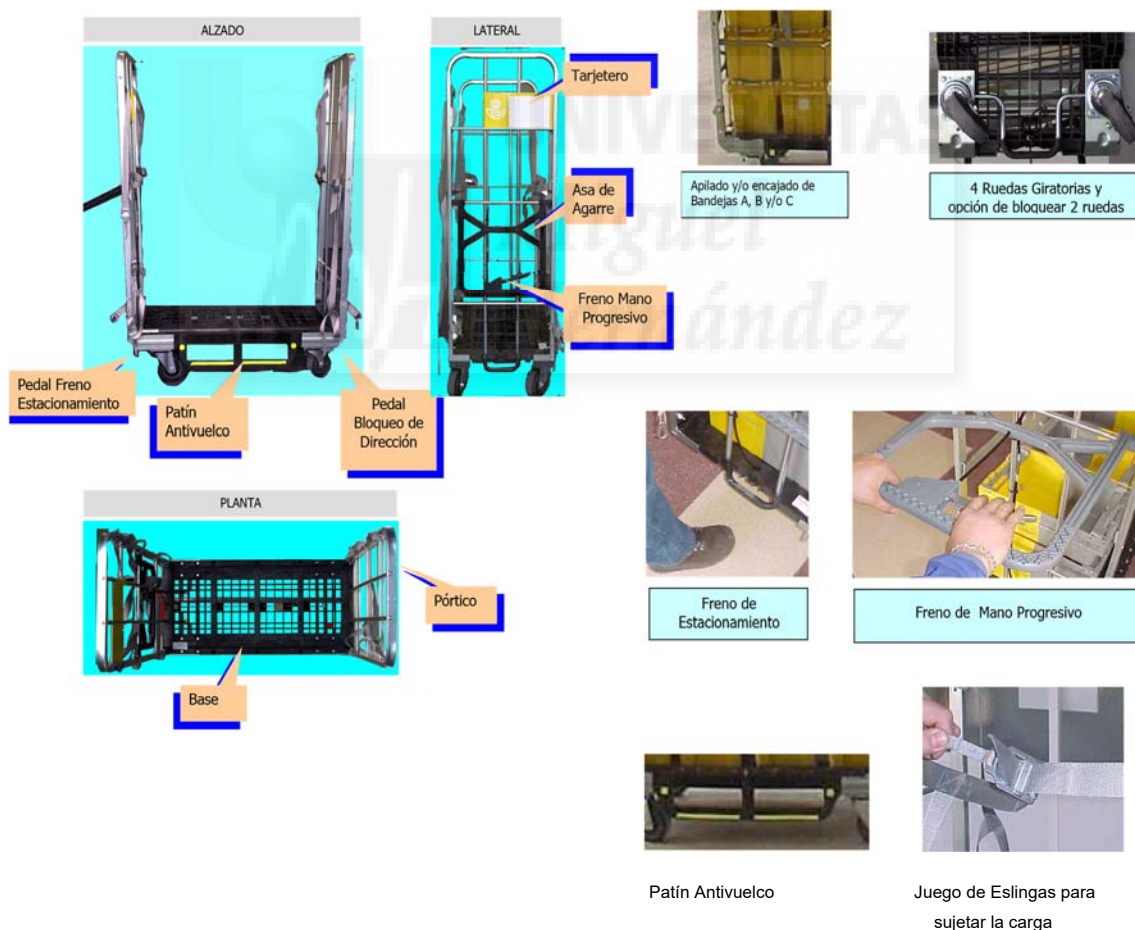 ALZADO
LATERAL
Tarjetero
Asa de
Agarre
Freno Mano
Progresivo
Pedal Freno
Estacionamiento
Patín
Antivuelco
Pedal
Bloqueo de
Dirección
Apilado y/o encajado de
Bandejas A, B y/o C
4 Ruedas Giratorias y
opción de bloquear 2 ruedas
PLANTA
Pórtico
Base
Freno de
Estacionamiento
Freno de Mano Progresivo
Patín Antivuelco
Juego de Eslingas para
sujetar la carga